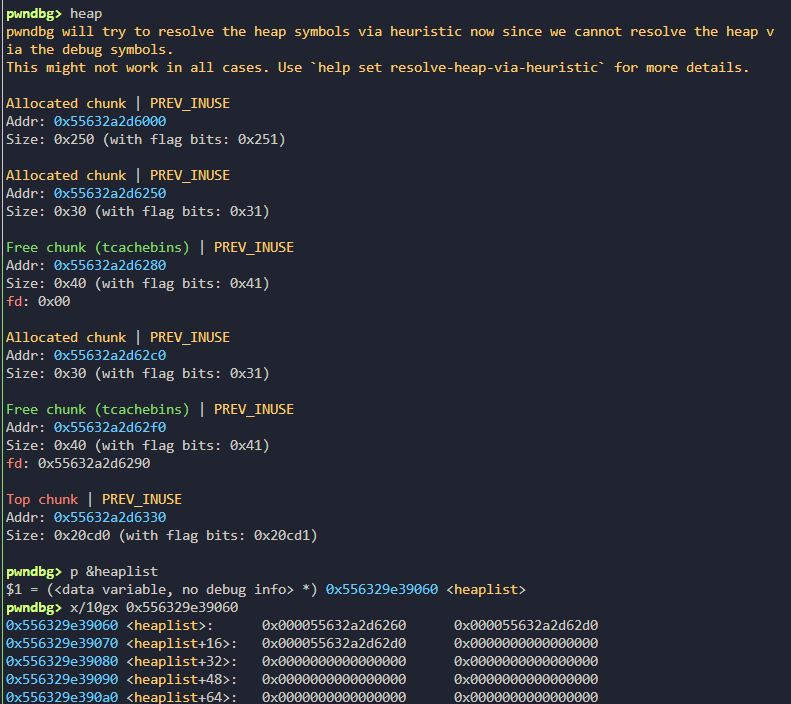 pwndbg> heap
pwndbg will try to resolve the heap symbols via heuristic now since we cannot resolve the heap v
ia the debug symbols.
This might not work in all cases. Use `help set resolve-heap-via-heuristic` for more details.
Allocated chunk | PREV_INUSE
Addr: 0x55632a2d6000
Size: 0x250 (with flag bits: 0x251)
Allocated chunk | PREV_INUSE
Addr: 0x55632a2d6250
Size: 0x30 (with flag bits: 0x31)
Free chunk (tcachebins) | PREV_INUSE
Addr: 0x55632a2d6280
Size: 0x40 (with flag bits: 0x41)
fd: 0x00
Allocated chunk | PREV_INUSE
Addr: 0x55632a2d62c0
Size: 0x30 (with flag bits: 0x31)
Free chunk (tcachebins) | PREV_INUSE
Addr: 0x55632a2d62f0
Size: 0x40 (with flag bits: 0x41)
fd: 0x55632a2d6290
Top chunk | PREV_INUSE
Addr: 0x55632a2d6330
Size: 0x20cd0 (with flag bits: 0x20cd1)
pwndbg> p &heaplist
$1 = (<data variable, no debug info> *) 0x556329e39060 <heaplist>
pwndbg> x/10gx 0x556329e39060
0x556329e39060 <heaplist>: 0x000055632a2d6260 0x000055632a2d62d0
0x556329e39070 <heaplist+16>: 0x000055632a2d62d0 0x0000000000000000
0x556329e39080 <heaplist+32>: 0x0000000000000000 0x0000000000000000
0x556329e39090 <heaplist+48>: 0x0000000000000000 0x0000000000000000
0x556329e390a0 <heaplist+64>: 0x0000000000000000 0x0000000000000000